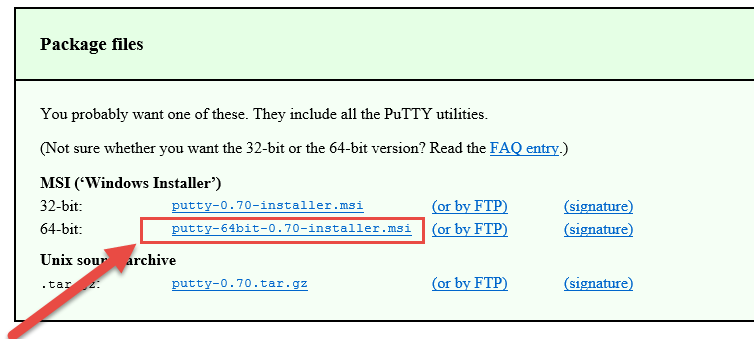 Package files
You probably want one of these. They include all the PuTTY utilities.
(Not sure whether you want the 32-bit or the 64-bit version? Read the FAQ entry.)
MSI (‘Windows Installer’)
32-bit: putty-0.70-installer.msi (or by FTP) (signature)
64-bit: putty-64bit-0.70-installer.msi (or by FTP) (signature)
Unix source archive
.tar.gz: putty-0.70.tar.gz (or by FTP) (signature)